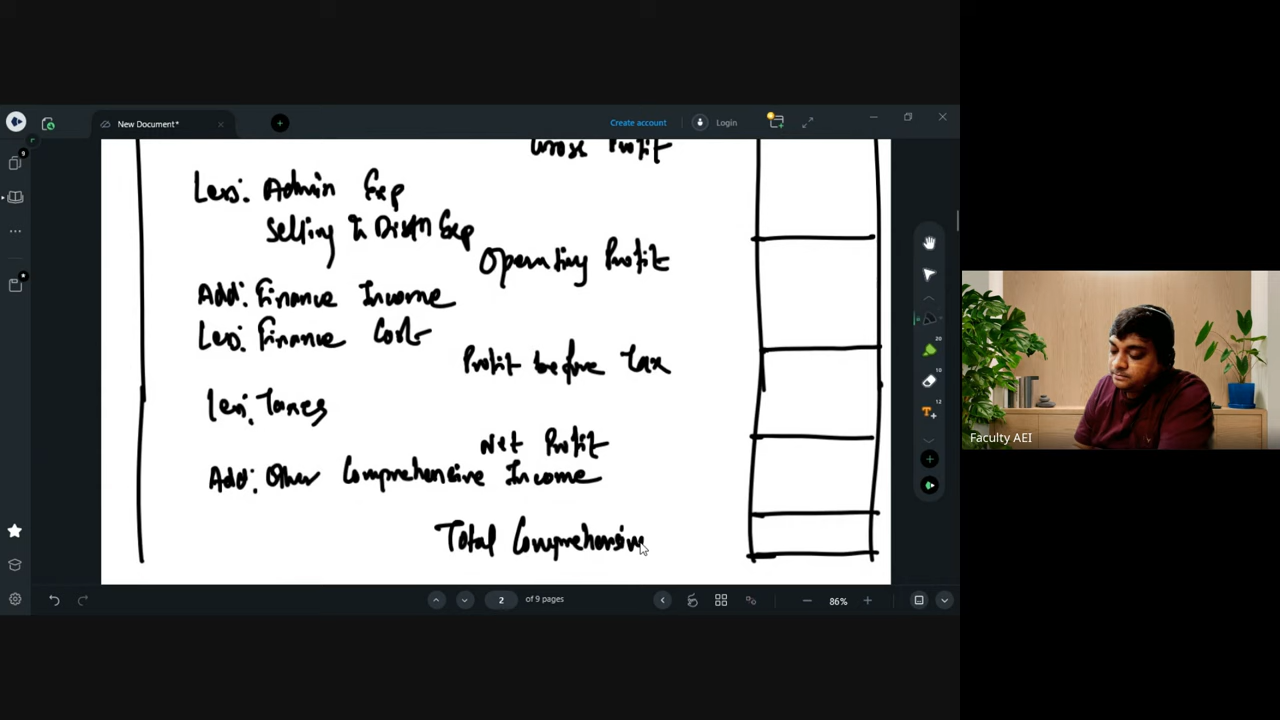 New Document*
Create account
Login
Gross Profit
Less: Admin Exp
Selling & Distn Exp
Operating Profit
Add: Finance Income
Less: Finance Cost
Profit before Tax
Less: Taxes
Net Profit
Add: Other Comprehensive Income
Total Comprehensive
Faculty AEI
2 of 9 pages
86%